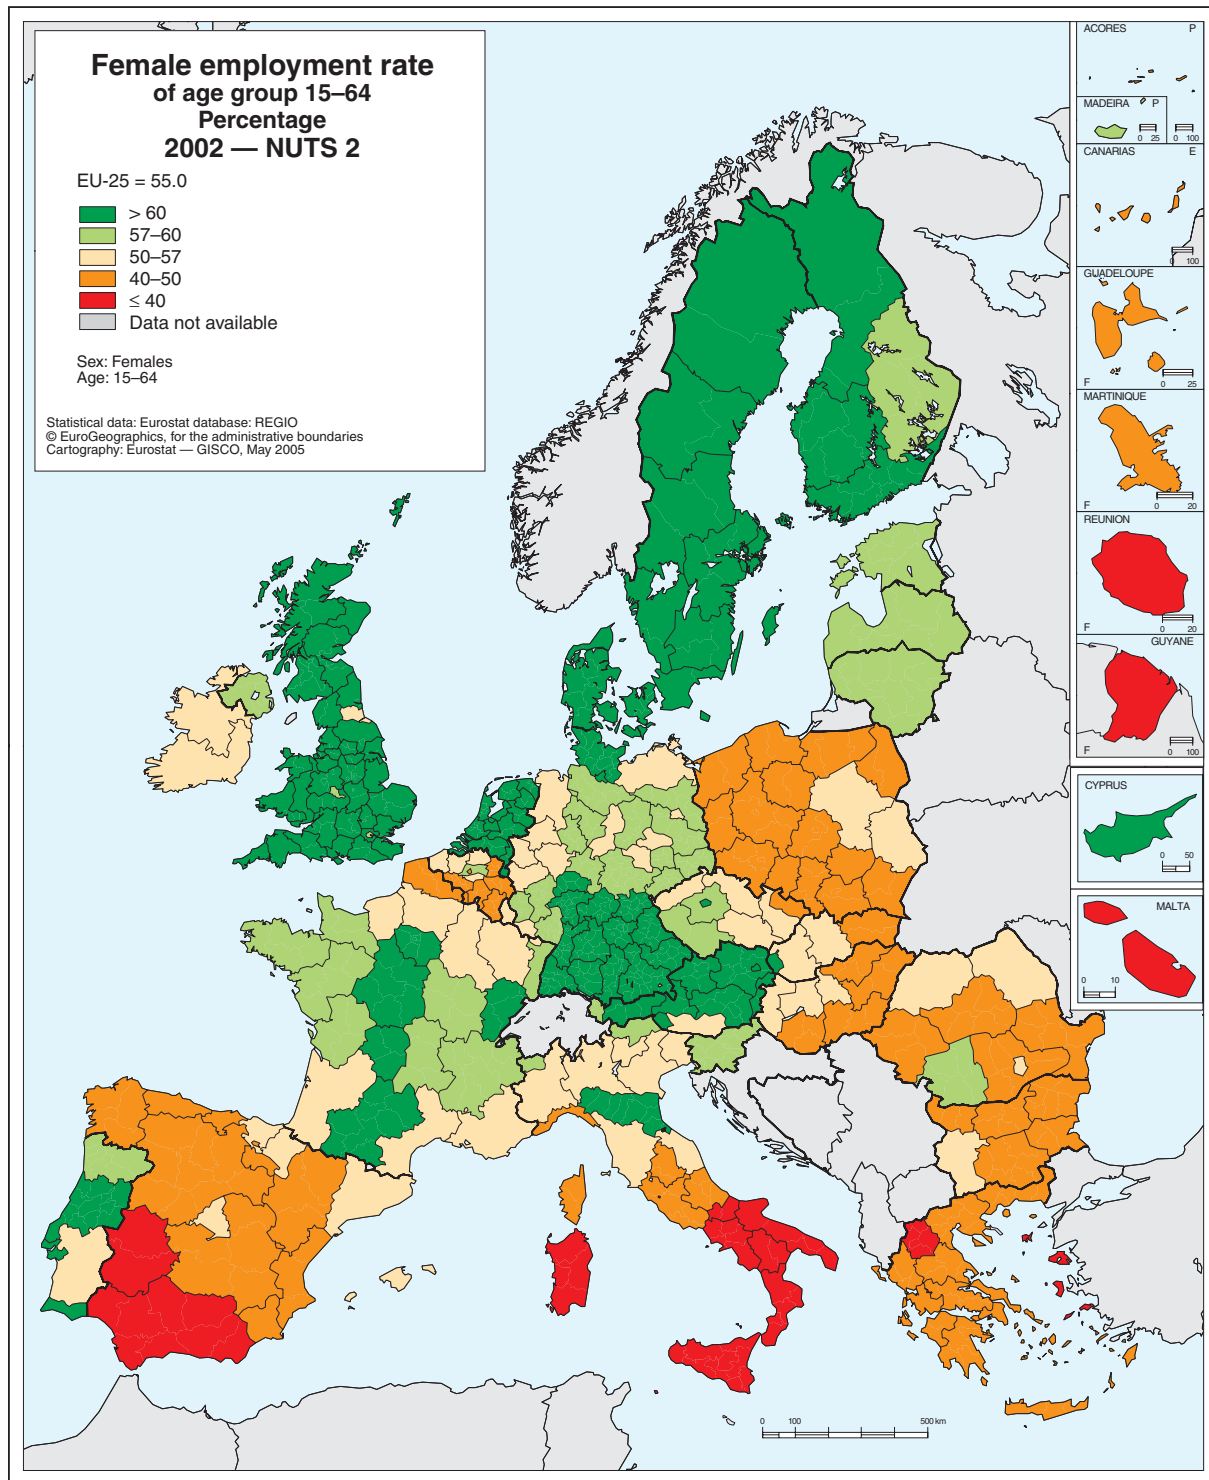 Female employment rate
of age group 15–64
Percentage
2002 — NUTS 2
EU-25 = 55.0
> 60
57–60
50–57
40–50
≤ 40
Data not available
Sex: Females
Age: 15–64
Statistical data: Eurostat database: REGIO
© EuroGeographics, for the administrative boundaries
Cartography: Eurostat — GISCO, May 2005
ACORES P
MADEIRA P
0 25 0 100
CANARIAS E
0 100
GUADELOUPE
F 0 25
MARTINIQUE
F 0 20
REUNION
F 0 20
GUYANE
F 0 100
CYPRUS
0 50
MALTA
0 10
0 100 500 km